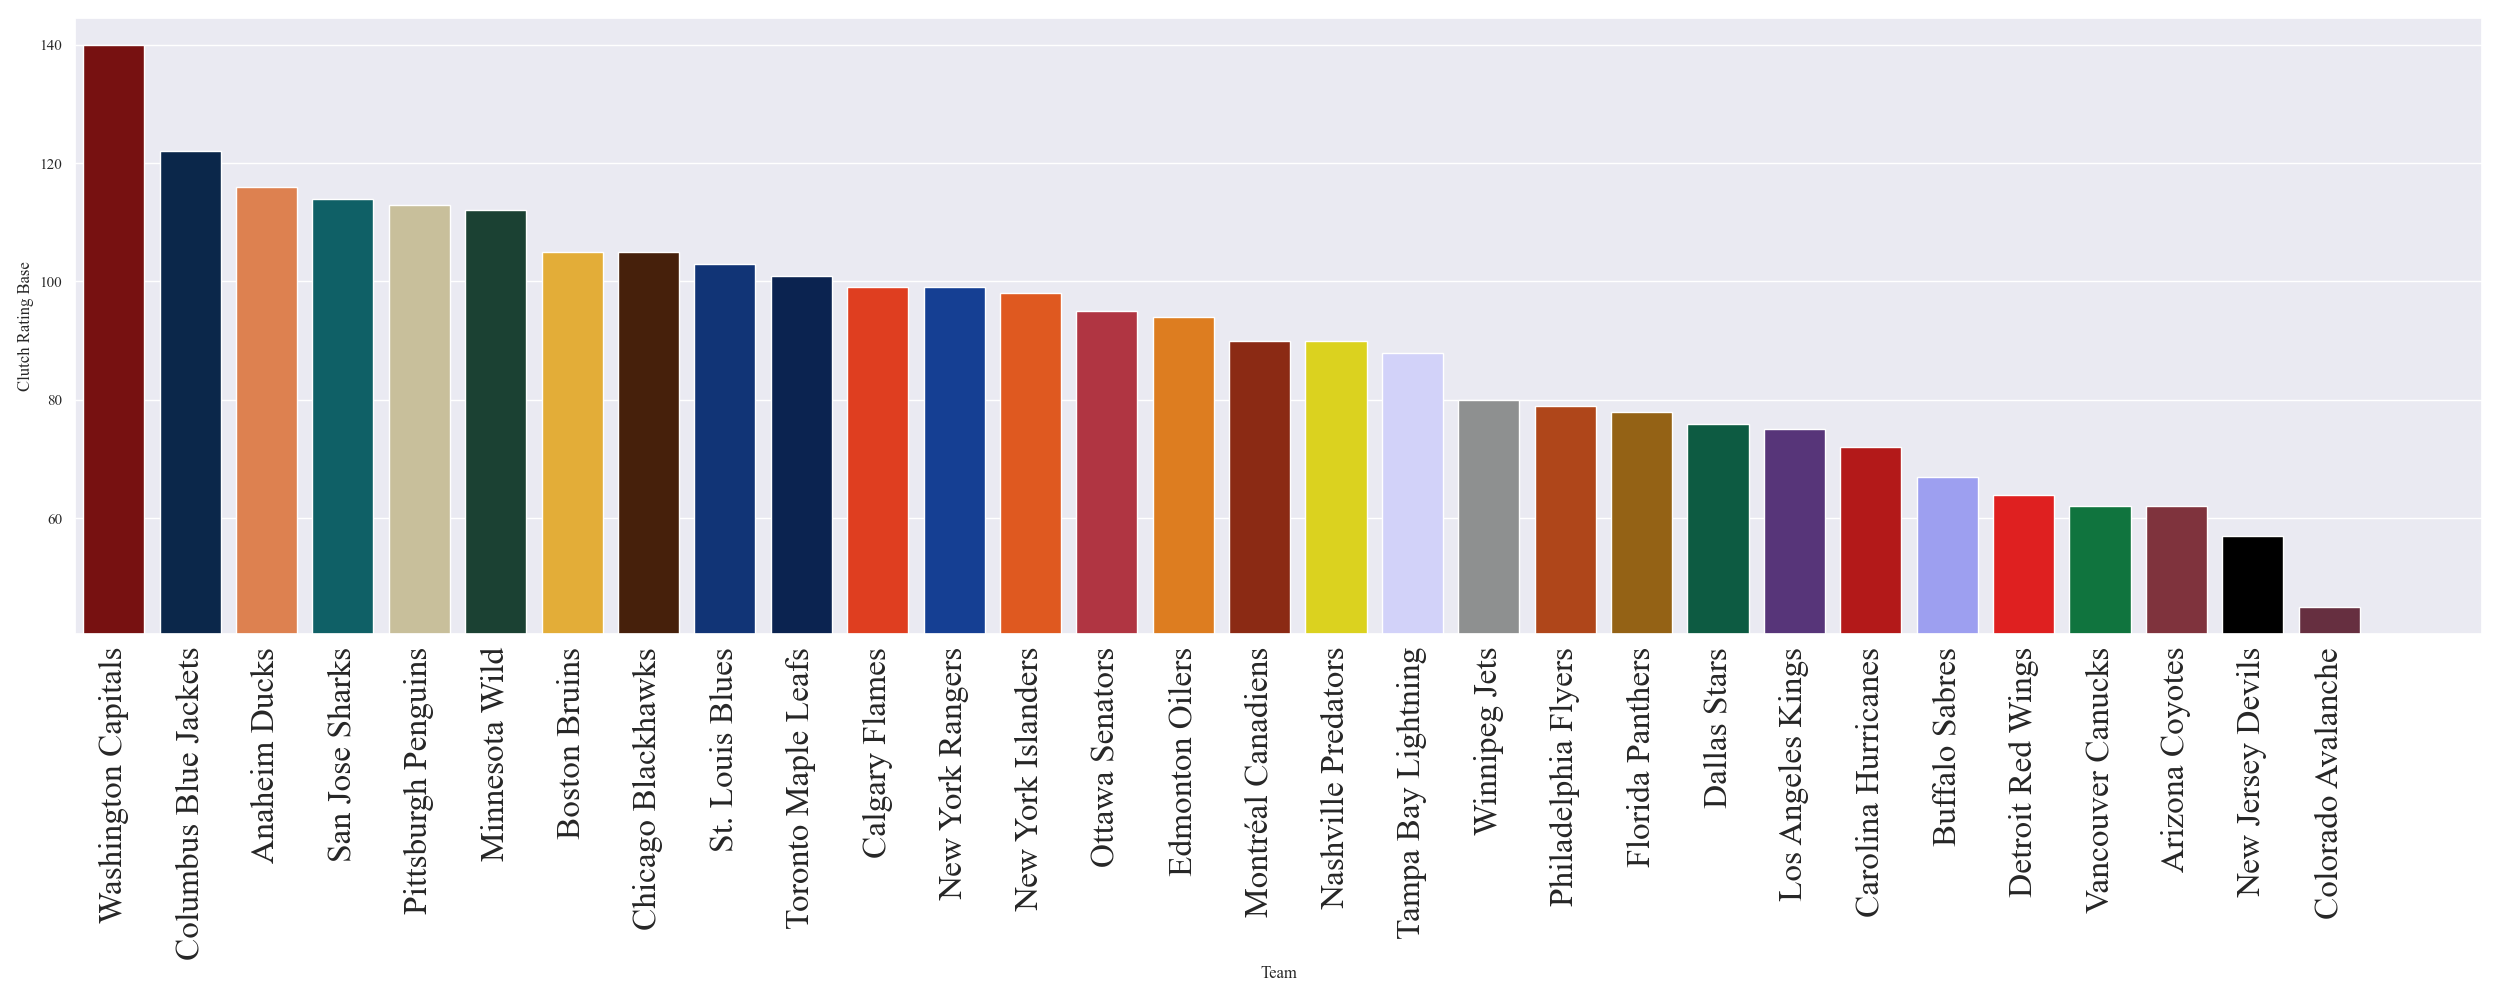 140
120
100
80
60
Clutch Rating Base
Washington Capitals
Columbus Blue Jackets
Anaheim Ducks
San Jose Sharks
Pittsburgh Penguins
Minnesota Wild
Boston Bruins
Chicago Blackhawks
St. Louis Blues
Toronto Maple Leafs
Calgary Flames
New York Rangers
New York Islanders
Ottawa Senators
Edmonton Oilers
Montréal Canadiens
Nashville Predators
Tampa Bay Lightning
Winnipeg Jets
Philadelphia Flyers
Florida Panthers
Dallas Stars
Los Angeles Kings
Carolina Hurricanes
Buffalo Sabres
Detroit Red Wings
Vancouver Canucks
Arizona Coyotes
New Jersey Devils
Colorado Avalanche
Team